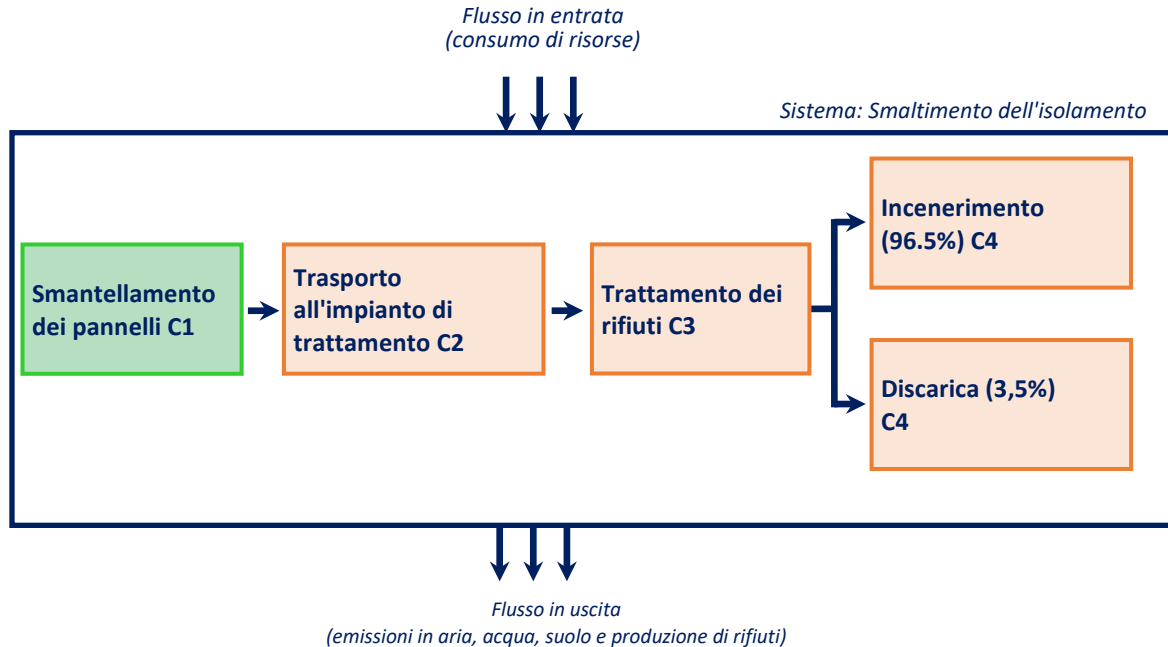 Flusso in entrata
(consumo di risorse)
Sistema: Smaltimento dell'isolamento
Smantellamento
dei pannelli C1
Trasporto
all'impianto di
trattamento C2
Trattamento dei
rifiuti C3
Incenerimento
(96.5%) C4
Discarica (3,5%)
C4
Flusso in uscita
(emissioni in aria, acqua, suolo e produzione di rifiuti)